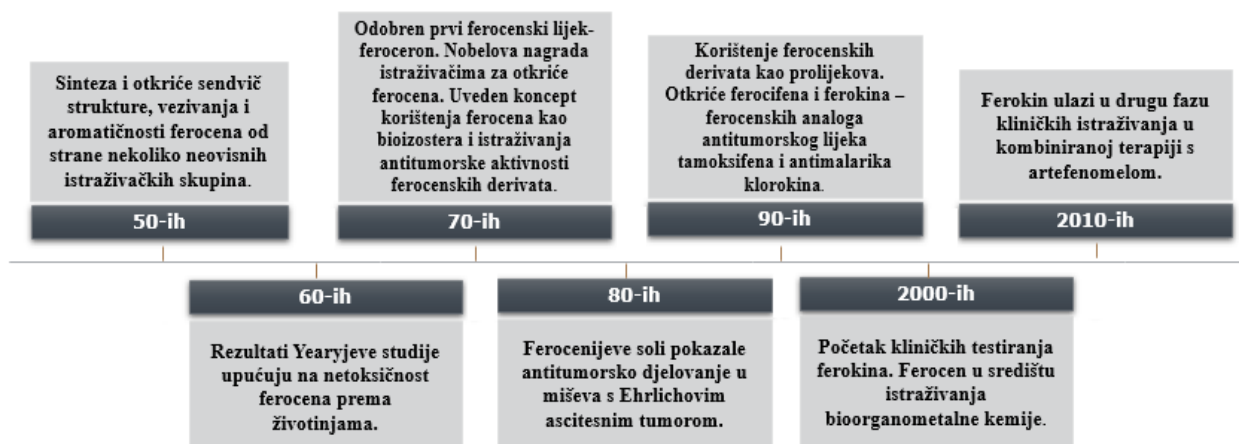 Sinteza i otkriće sendvič
strukture, vezivanja i
aromatičnosti ferocena od
strane nekoliko neovisnih
istraživačkih skupina.
50-ih
Rezultati Yearyjeve studije
upućuju na netoksičnost
ferocena prema
životinjama.
60-ih
Odobren prvi ferocenski lijek-
feroceron. Nobelova nagrada
istraživačima za otkriće
ferocena. Uveden koncept
korištenja ferocena kao
bioizostera i istraživanja
antitumorske aktivnosti
ferocenskih derivata.
70-ih
80-ih
Ferocenijeve soli pokazale
antitumorsko djelovanje u
miševa s Ehrlichovim
ascitesnim tumorom.
Korištenje ferocenskih
derivata kao prolijekova.
Otkriće ferocifena i ferokina –
ferocenskih analoga
antitumorskog lijeka
tamoksifena i antimalarika
klorokina.
90-ih
2000-ih
Početak kliničkih testiranja
ferokina. Ferocen u središtu
istraživanja
bioorganometalne kemije.
Ferokin ulazi u drugu fazu
kliničkih istraživanja u
kombiniranoj terapiji s
artefenomelom.
2010-ih